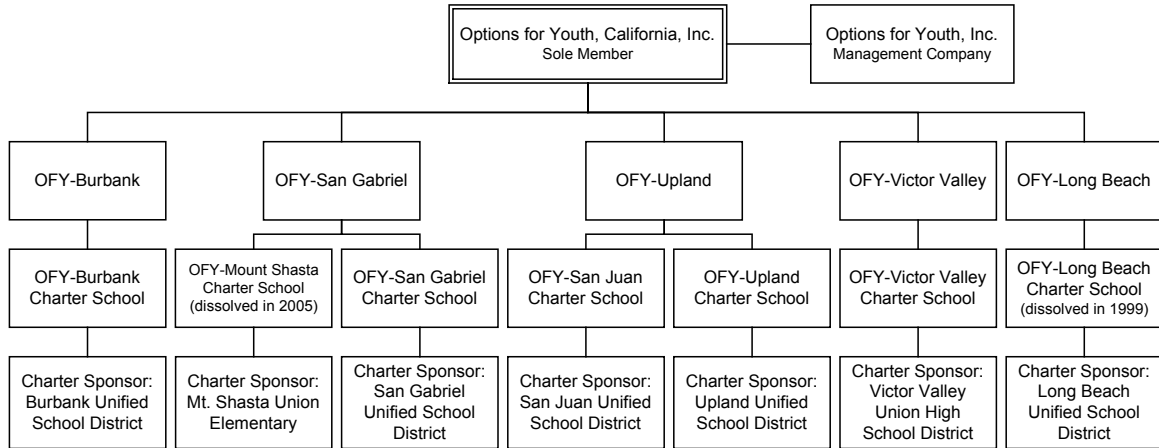 Options for Youth, California, Inc.
Sole Member
Options for Youth, Inc.
Management Company
OFY-Burbank
OFY-San Gabriel
OFY-Upland
OFY-Victor Valley
OFY-Long Beach
OFY-Burbank
Charter School
OFY-Mount Shasta
Charter School
(dissolved in 2005)
OFY-San Gabriel
Charter School
OFY-San Juan
Charter School
OFY-Upland
Charter School
OFY-Victor Valley
Charter School
OFY-Long Beach
Charter School
(dissolved in 1999)
Charter Sponsor:
Burbank Unified
School District
Charter Sponsor:
Mt. Shasta Union
Elementary
Charter Sponsor:
San Gabriel
Unified School
District
Charter Sponsor:
San Juan Unified
School District
Charter Sponsor:
Upland Unified
School District
Charter Sponsor:
Victor Valley
Union High
School District
Charter Sponsor:
Long Beach
Unified School
District